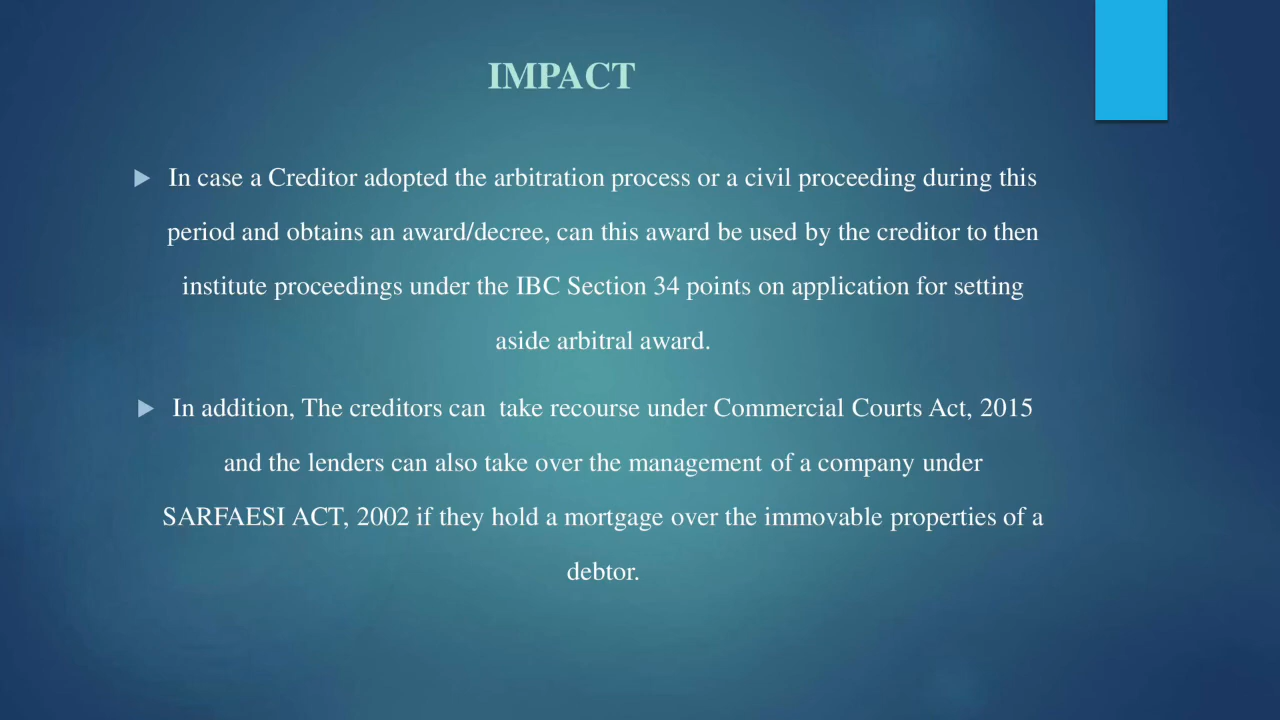 IMPACT
In case a Creditor adopted the arbitration process or a civil proceeding during this
period and obtains an award/decree, can this award be used by the creditor to then
institute proceedings under the IBC Section 34 points on application for setting
aside arbitral award.
In addition, The creditors can  take recourse under Commercial Courts Act, 2015
and the lenders can also take over the management of a company under
SARFAESI ACT, 2002 if they hold a mortgage over the immovable properties of a
debtor.